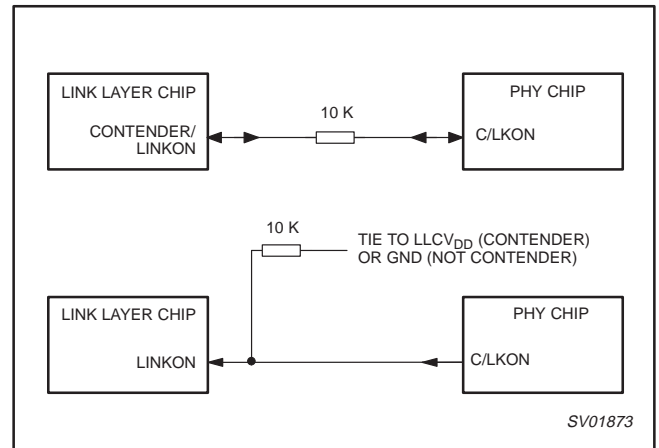 LINK LAYER CHIP
PHY CHIP
10 K
CONTENDER/
LINKON
C/LKON
10 K
TIE TO LLCVDD (CONTENDER)
OR GND (NOT CONTENDER)
LINK LAYER CHIP
PHY CHIP
LINKON
C/LKON
SV01873